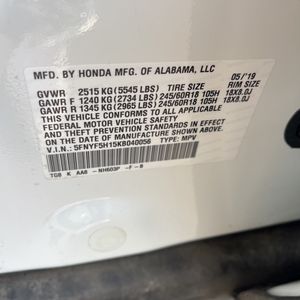 MFD. BY HONDA MFG. OF ALABAMA, LLC 05/19
GVWR 2515 KG(5545 LBS) TIRE SIZE RIM SIZE
GAWR F 1240 KG(2734 LBS) 245/60R18 105H 18X8.0J
GAWR R 1345 KG(2965 LBS) 245/60R18 105H 18X8.0J
THIS VEHICLE CONFORMS TO ALL APPLICABLE
FEDERAL MOTOR VEHICLE SAFETY AND THEFT
PREVENTION STANDARDS IN EFFECT ON THE DATE
OF MANUFACTURE SHOWN ABOVE.
V.I.N.: 5FNYF5H15KB040056 TYPE: MPV
TG8 K AA6 -NH603P -F -B